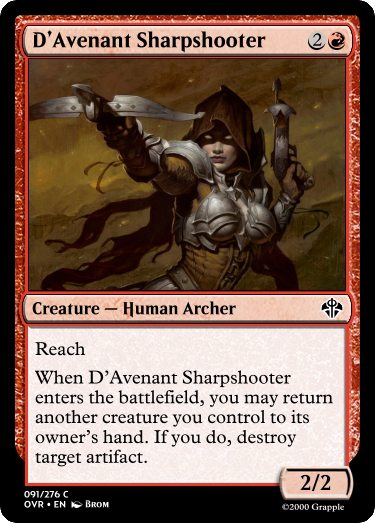 D'Avenant Sharpshooter 2
Creature — Human Archer
Reach
When D'Avenant Sharpshooter
enters the battlefield, you may return
another creature you control to its
owner's hand. If you do, destroy
target artifact.
2/2
091/276 C
OVR • EN BROM
©2000 Grapple